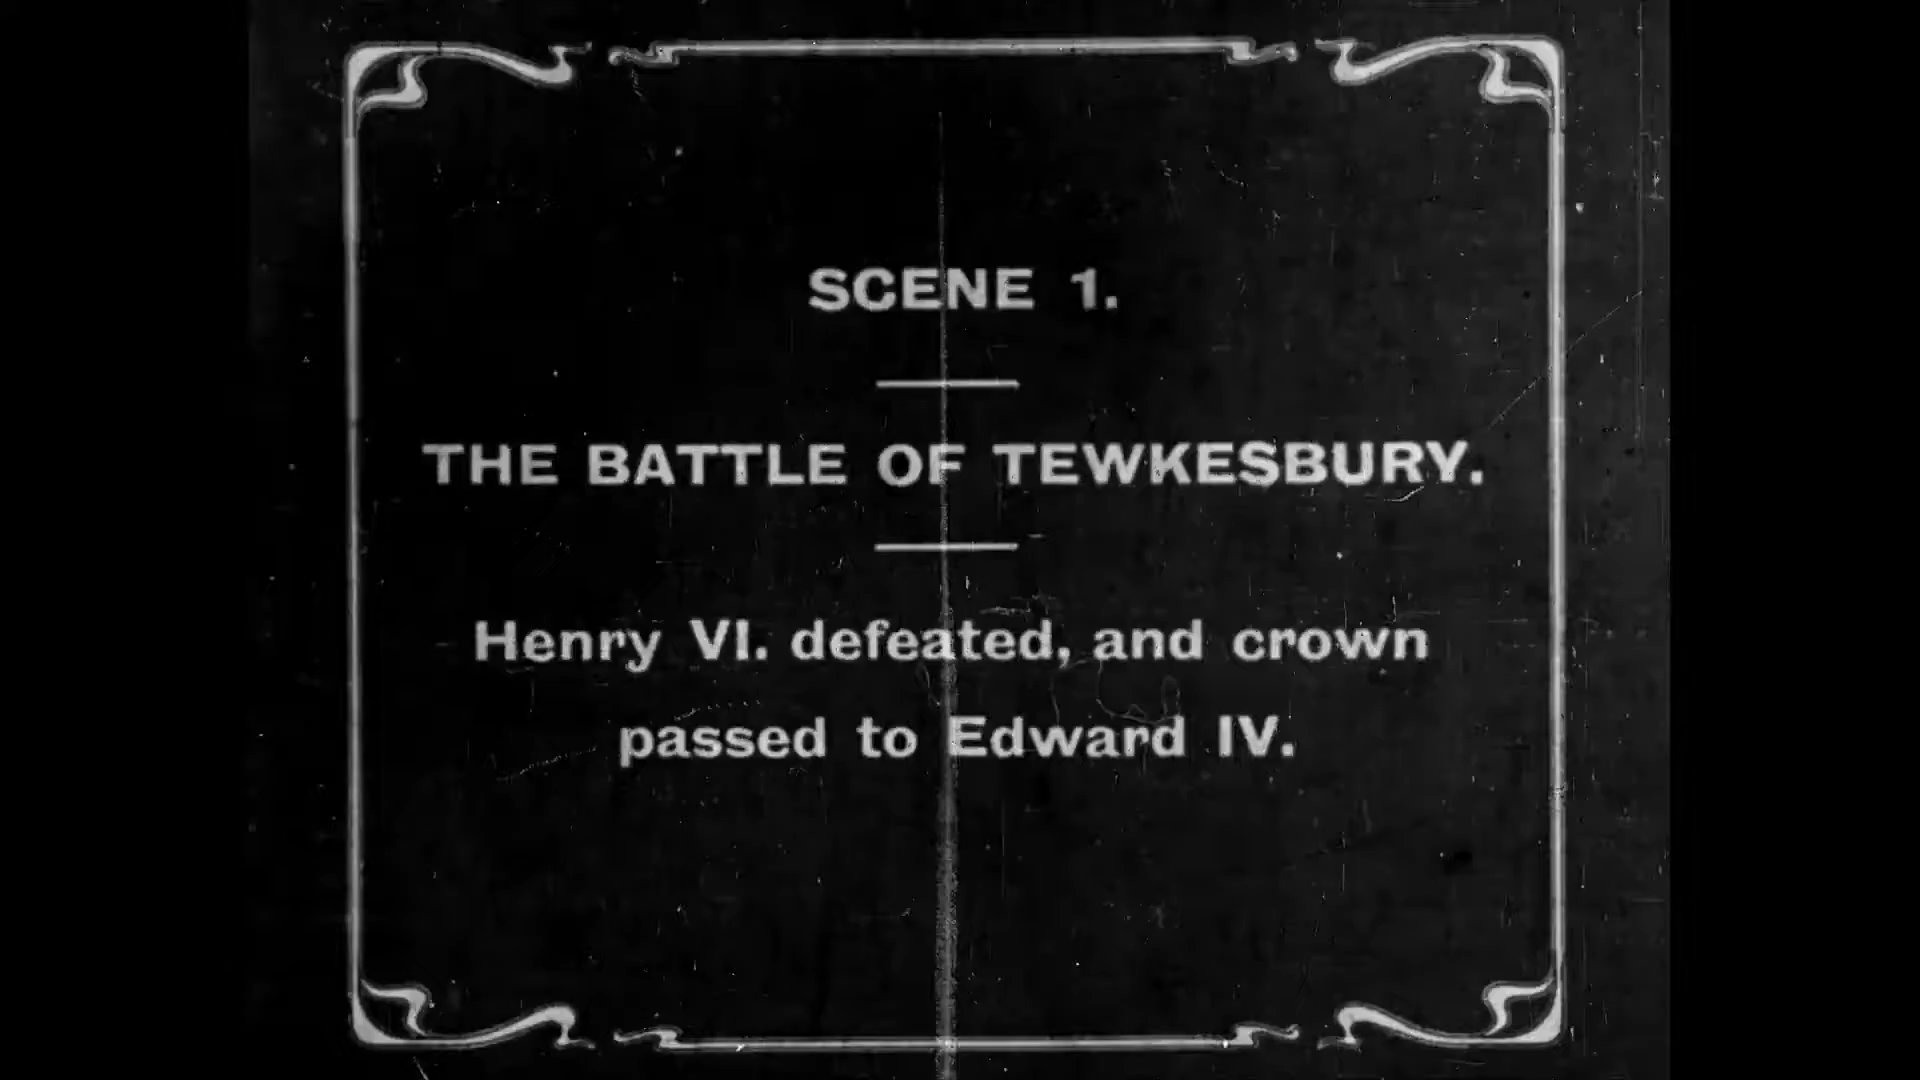 SCENE 1.
THE BATTLE OF TEWKESBURY.
Henry VI. defeated, and crown
passed to Edward IV.